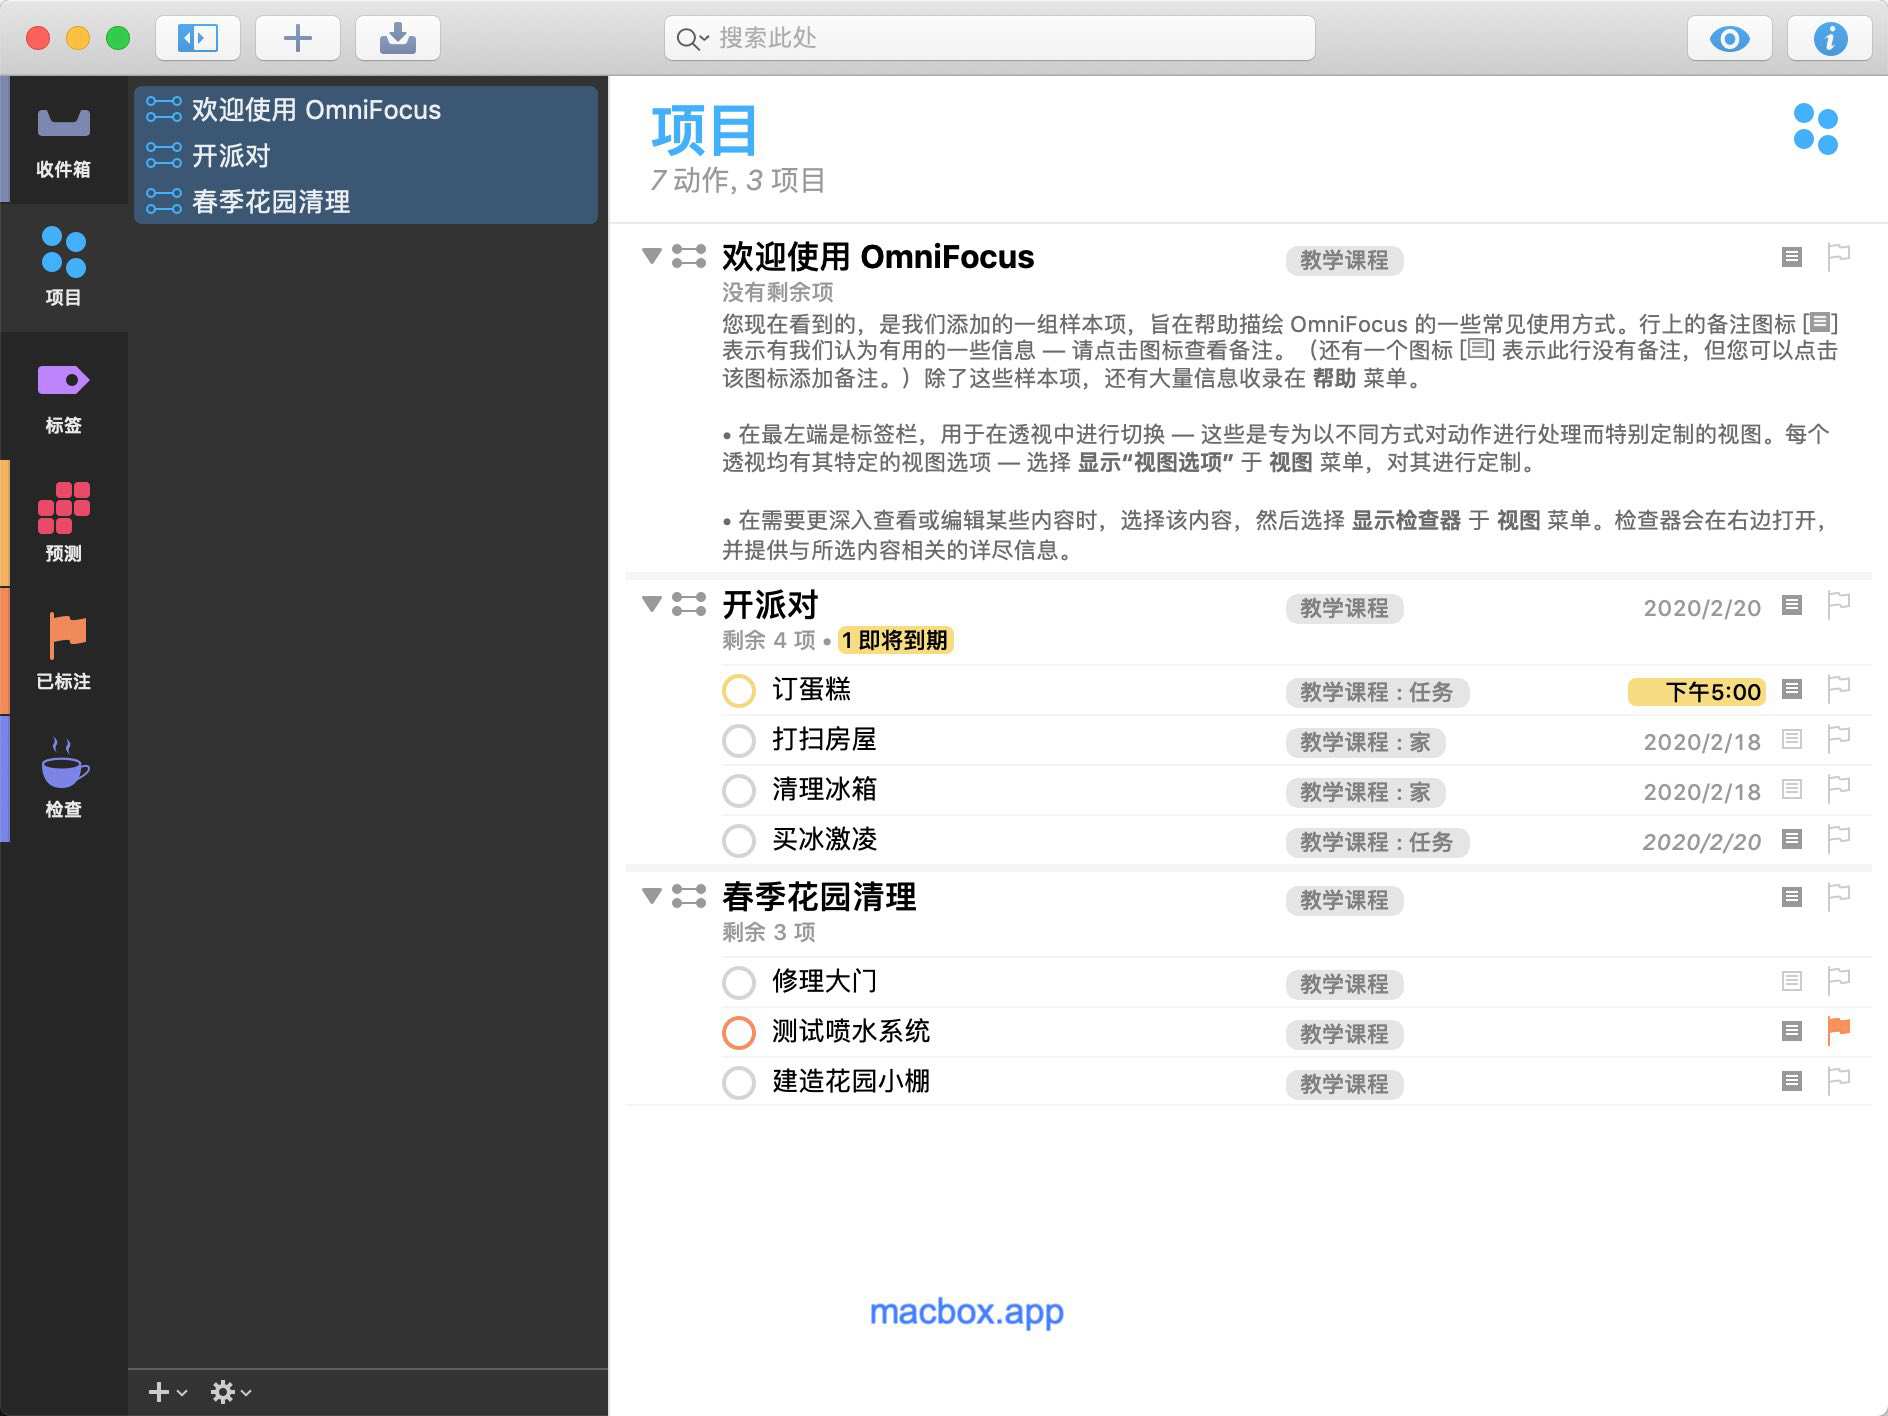 搜索此处
收件箱
项目
标签
预测
已标注
检查
欢迎使用 OmniFocus
开派对
春季花园清理
项目
7 动作, 3 项目
欢迎使用 OmniFocus 教学课程
没有剩余项
您现在看到的，是我们添加的一组样本项，旨在帮助描绘 OmniFocus 的一些常见使用方式。行上的备注图标 []
表示有我们认为有用的一些信息 — 请点击图标查看备注。（还有一个图标 [] 表示此行没有备注，但您可以点击
该图标添加备注。）除了这些样本项，还有大量信息收录在 帮助 菜单。
• 在最左端是标签栏，用于在透视中进行切换 — 这些是专为以不同方式对动作进行处理而特别定制的视图。每个
透视均有其特定的视图选项 — 选择 显示“视图选项” 于 视图 菜单，对其进行定制。
• 在需要更深入查看或编辑某些内容时，选择该内容，然后选择 显示检查器 于 视图 菜单。检查器会在右边打开，
并提供与所选内容相关的详尽信息。
开派对 教学课程 2020/2/20
剩余 4 项 • 1 即将到期
订蛋糕 教学课程 : 任务 下午5:00
打扫房屋 教学课程 : 家 2020/2/18
清理冰箱 教学课程 : 家 2020/2/18
买冰激凌 教学课程 : 任务 2020/2/20
春季花园清理 教学课程
剩余 3 项
修理大门 教学课程
测试喷水系统 教学课程
建造花园小棚 教学课程
macbox.app